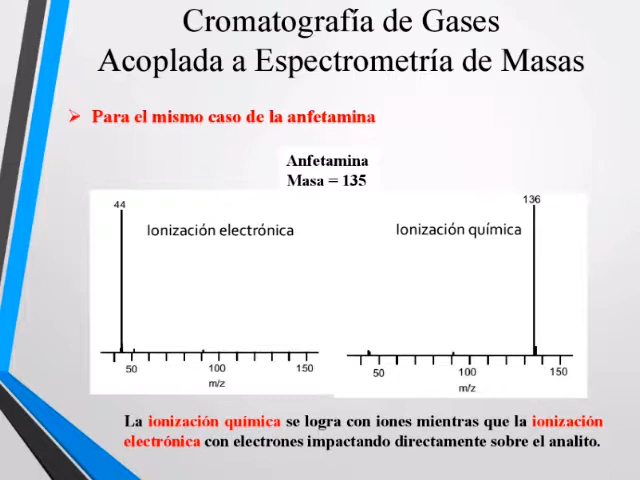 Cromatografía de Gases
Acoplada a Espectrometría de Masas
Para el mismo caso de la anfetamina
Anfetamina
Masa = 135
44
Ionización electrónica
50
100
150
m/z
136
Ionización química
50
100
150
m/z
La ionización química se logra con iones mientras que la ionización
electrónica con electrones impactando directamente sobre el analito.